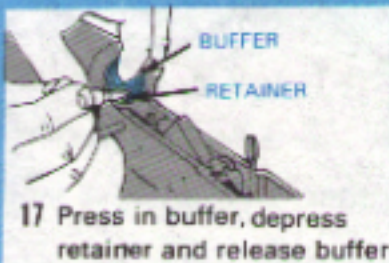 BUFFER
RETAINER
17 Press in buffer, depress
retainer and release buffer